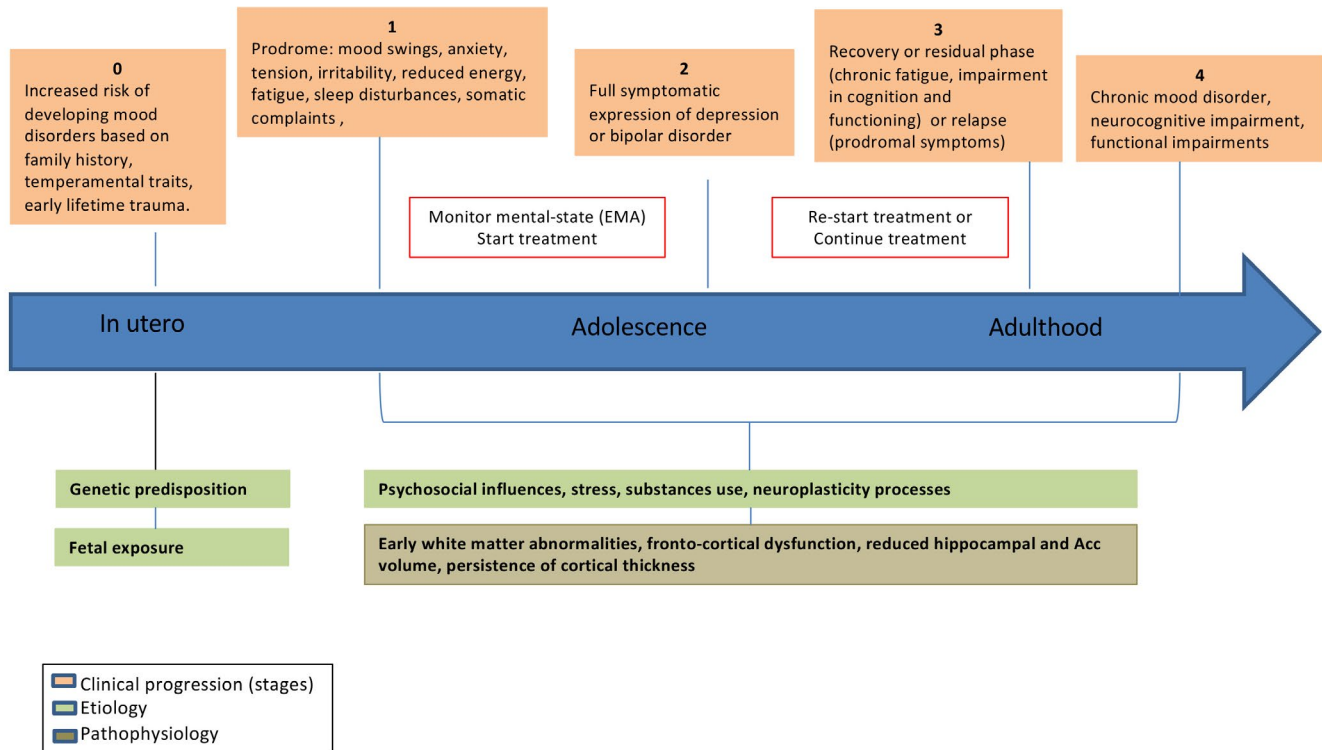 0
Increased risk of
developing mood
disorders based on
family history,
temperamental traits,
early lifetime trauma.
1
Prodrome: mood swings, anxiety,
tension, irritability, reduced energy,
fatigue, sleep disturbances, somatic
complaints ,
2
Full symptomatic
expression of depression
or bipolar disorder
3
Recovery or residual phase
(chronic fatigue, impairment
in cognition and
functioning) or relapse
(prodromal symptoms)
4
Chronic mood disorder,
neurocognitive impairment,
functional impairments
Monitor mental-state (EMA)
Start treatment
Re-start treatment or
Continue treatment
In utero
Adolescence
Adulthood
Genetic predisposition
Fetal exposure
Psychosocial influences, stress, substances use, neuroplasticity processes
Early white matter abnormalities, fronto-cortical dysfunction, reduced hippocampal and Acc
volume, persistence of cortical thickness
Clinical progression (stages)
Etiology
Pathophysiology